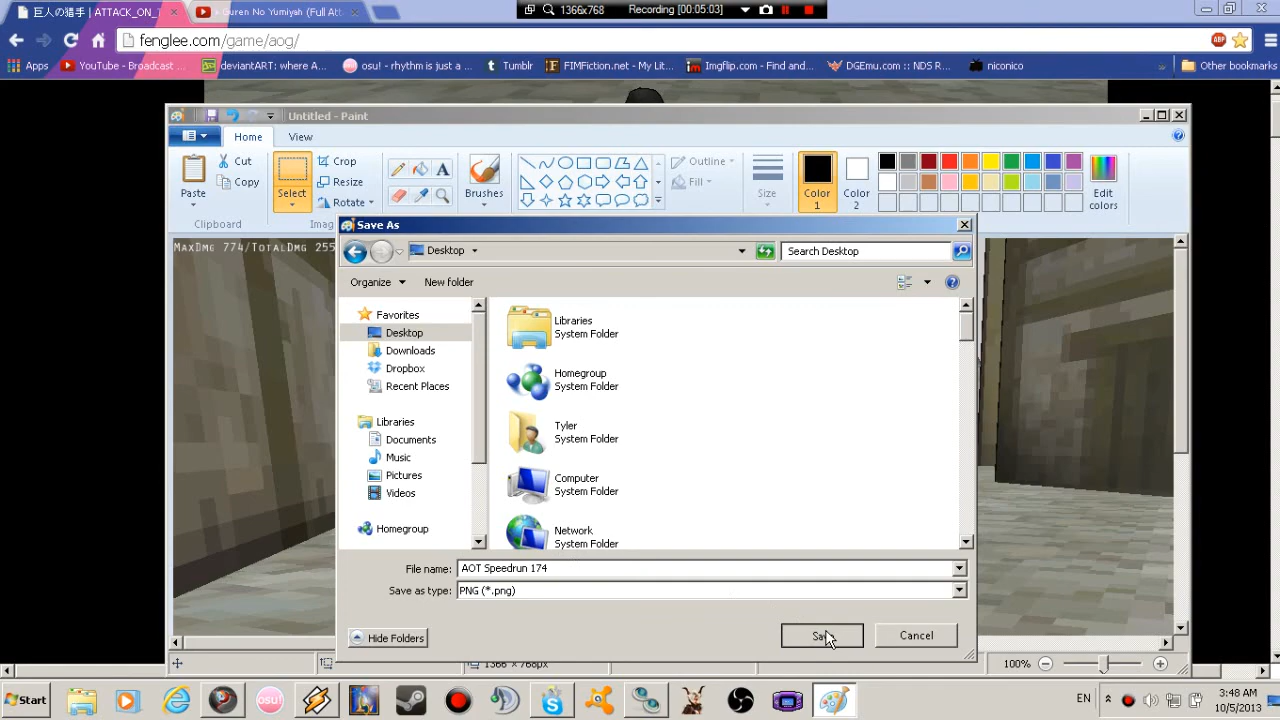 1366x768
Recording [00:05:03]
巨人の猎手 | ATTACK_ON_T
Guren No Yumiyah (Full Att
fenglee.com/game/aog/
ABP
Apps
YouTube - Broadcast ...
deviantART: where A...
osu! - rhythm is just a ...
Tumblr
FIMFiction.net - My Lit...
Imgflip.com - Find and...
DGEmu.com :: NDS R...
niconico
»
Other bookmarks
Untitled - Paint
Home
View
Paste
Cut
Copy
Clipboard
Select
Crop
Resize
Rotate
Imag
Brushes
Outline
Fill
Size
Color 1
Color 2
Edit colors
MaxDmg 774/TotalDmg 255
Save As
Desktop
Search Desktop
Organize
New folder
Favorites
Desktop
Downloads
Dropbox
Recent Places
Libraries
Documents
Music
Pictures
Videos
Homegroup
Libraries
System Folder
Homegroup
System Folder
Tyler
System Folder
Computer
System Folder
Network
System Folder
File name: AOT Speedrun 174
Save as type: PNG (*.png)
Hide Folders
Save
Cancel
1366 × 768px
100%
Start
osu!
EN
3:48 AM
10/5/2013